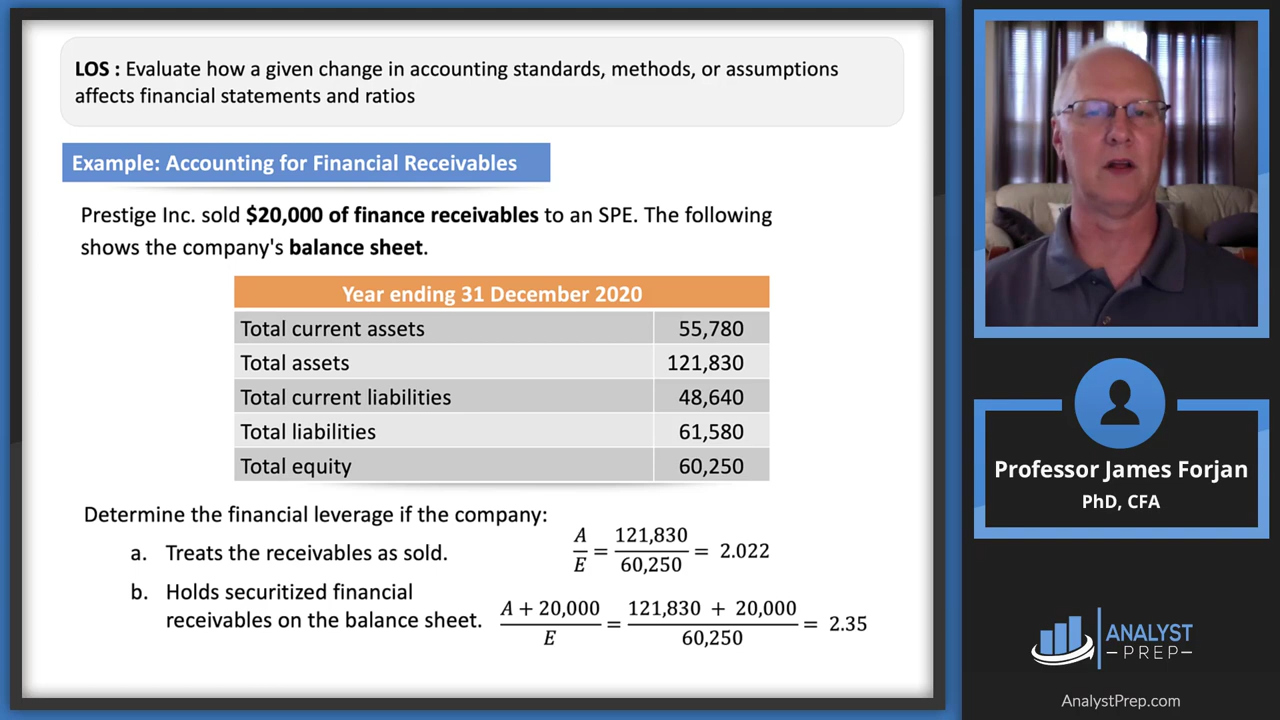 LOS : Evaluate how a given change in accounting standards, methods, or assumptions
affects financial statements and ratios
Example: Accounting for Financial Receivables
Prestige Inc. sold $20,000 of finance receivables to an SPE. The following
shows the company's balance sheet.
Year ending 31 December 2020
Total current assets 55,780
Total assets 121,830
Total current liabilities 48,640
Total liabilities 61,580
Total equity 60,250
Determine the financial leverage if the company:
a. Treats the receivables as sold.
A/E = 121,830/60,250 = 2.022
b. Holds securitized financial
receivables on the balance sheet.
A + 20,000/E = 121,830 + 20,000/60,250 = 2.35
Professor James Forjan
PhD, CFA
ANALYST
–PREP–
AnalystPrep.com